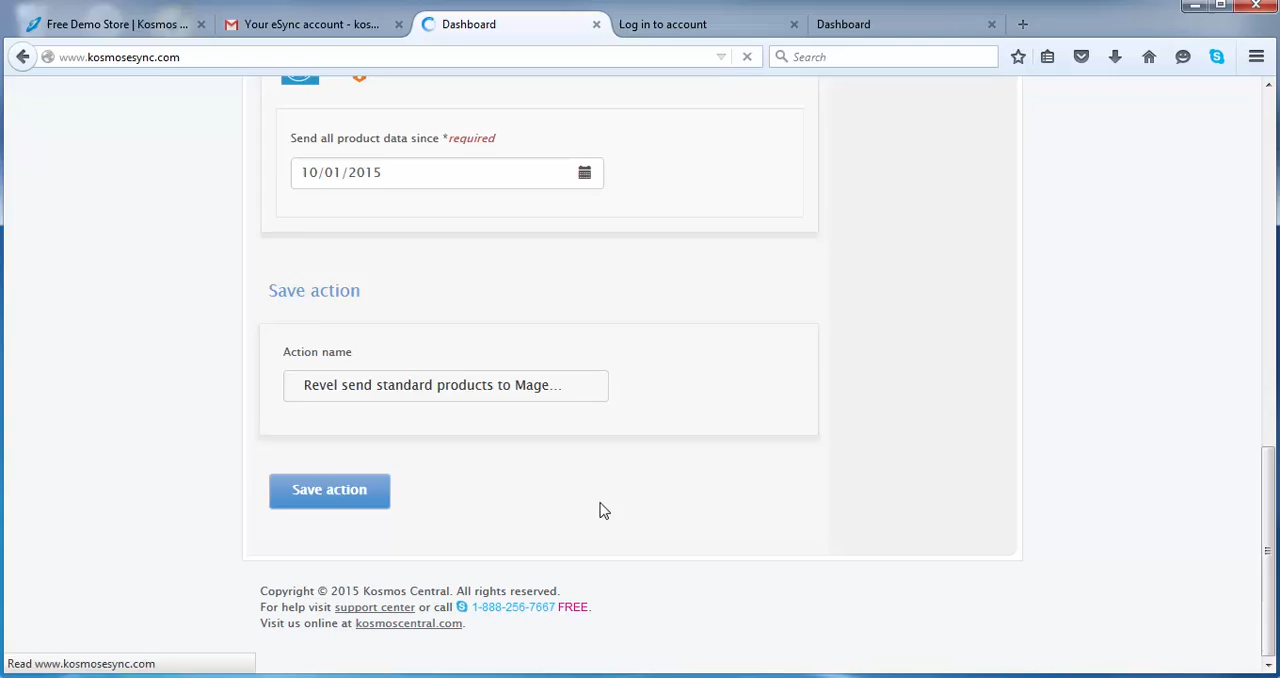 Free Demo Store | Kosmos ...
Your eSync account - kos...
Dashboard
Log in to account
Dashboard
www.kosmosesync.com
Search
Send all product data since *required
10/01/2015
Save action
Action name
Revel send standard products to Mage...
Save action
Copyright © 2015 Kosmos Central. All rights reserved.
For help visit support center or call 1-888-256-7667 FREE.
Visit us online at kosmoscentral.com.
Read www.kosmosesync.com